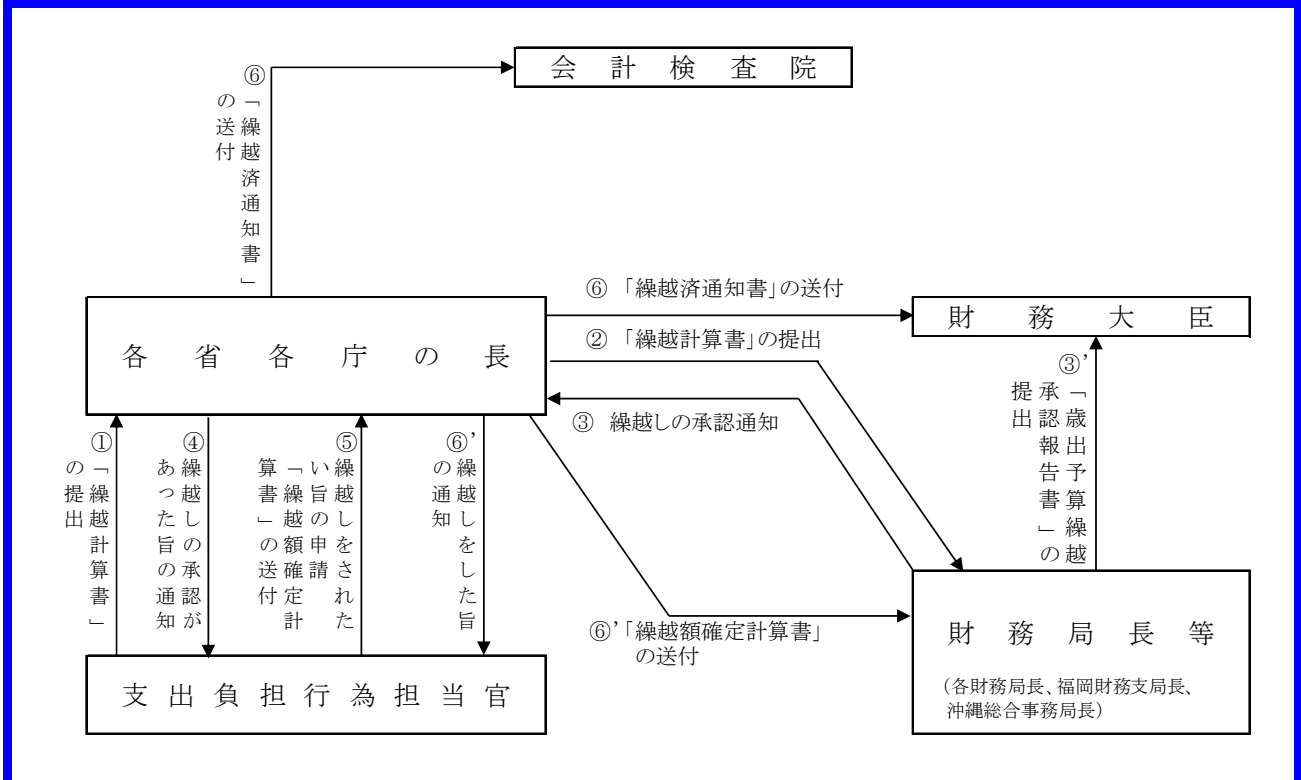 会計検査院
⑥
「繰越済通知書」
の送付
⑥ 「繰越済通知書」の送付
各省各庁の長
財務大臣
② 「繰越計算書」の提出
③ 繰越しの承認通知
③’
「歳出予算繰越
承認報告書」の
提出
①
「繰越計算書」
の提出
④
繰越しの承認が
あった旨の通知
⑤
繰越しをされた
い旨の申請
「繰越額確定計
算書」の送付
⑥’
繰越しをした旨
の通知
⑥’「繰越額確定計算書」
の送付
財務局長等
(各財務局長、福岡財務支局長、
沖縄総合事務局長)
支出負担行為担当官